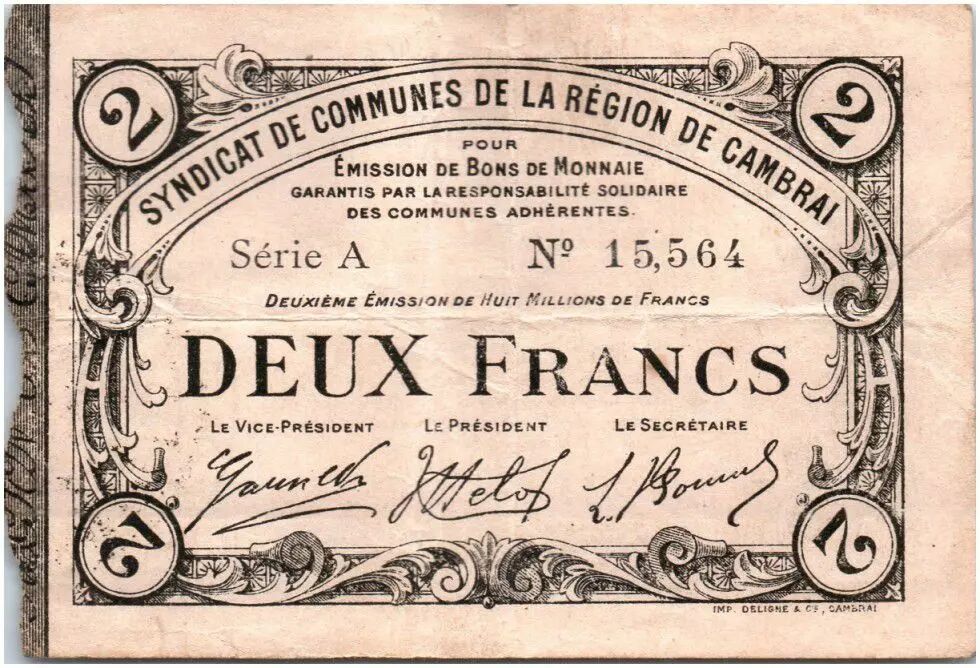 2 2
SYNDICAT DE COMMUNES DE LA RÉGION DE CAMBRAI
POUR
ÉMISSION DE BONS DE MONNAIE
GARANTIS PAR LA RESPONSABILITÉ SOLIDAIRE
DES COMMUNES ADHÉRENTES.
Série A Nº 15,564
DEUXIÈME ÉMISSION DE HUIT MILLIONS DE FRANCS
DEUX FRANCS
LE VICE-PRÉSIDENT LE PRÉSIDENT LE SECRÉTAIRE
2 2
IMP. DELIGNE & Cie, CAMBRAI